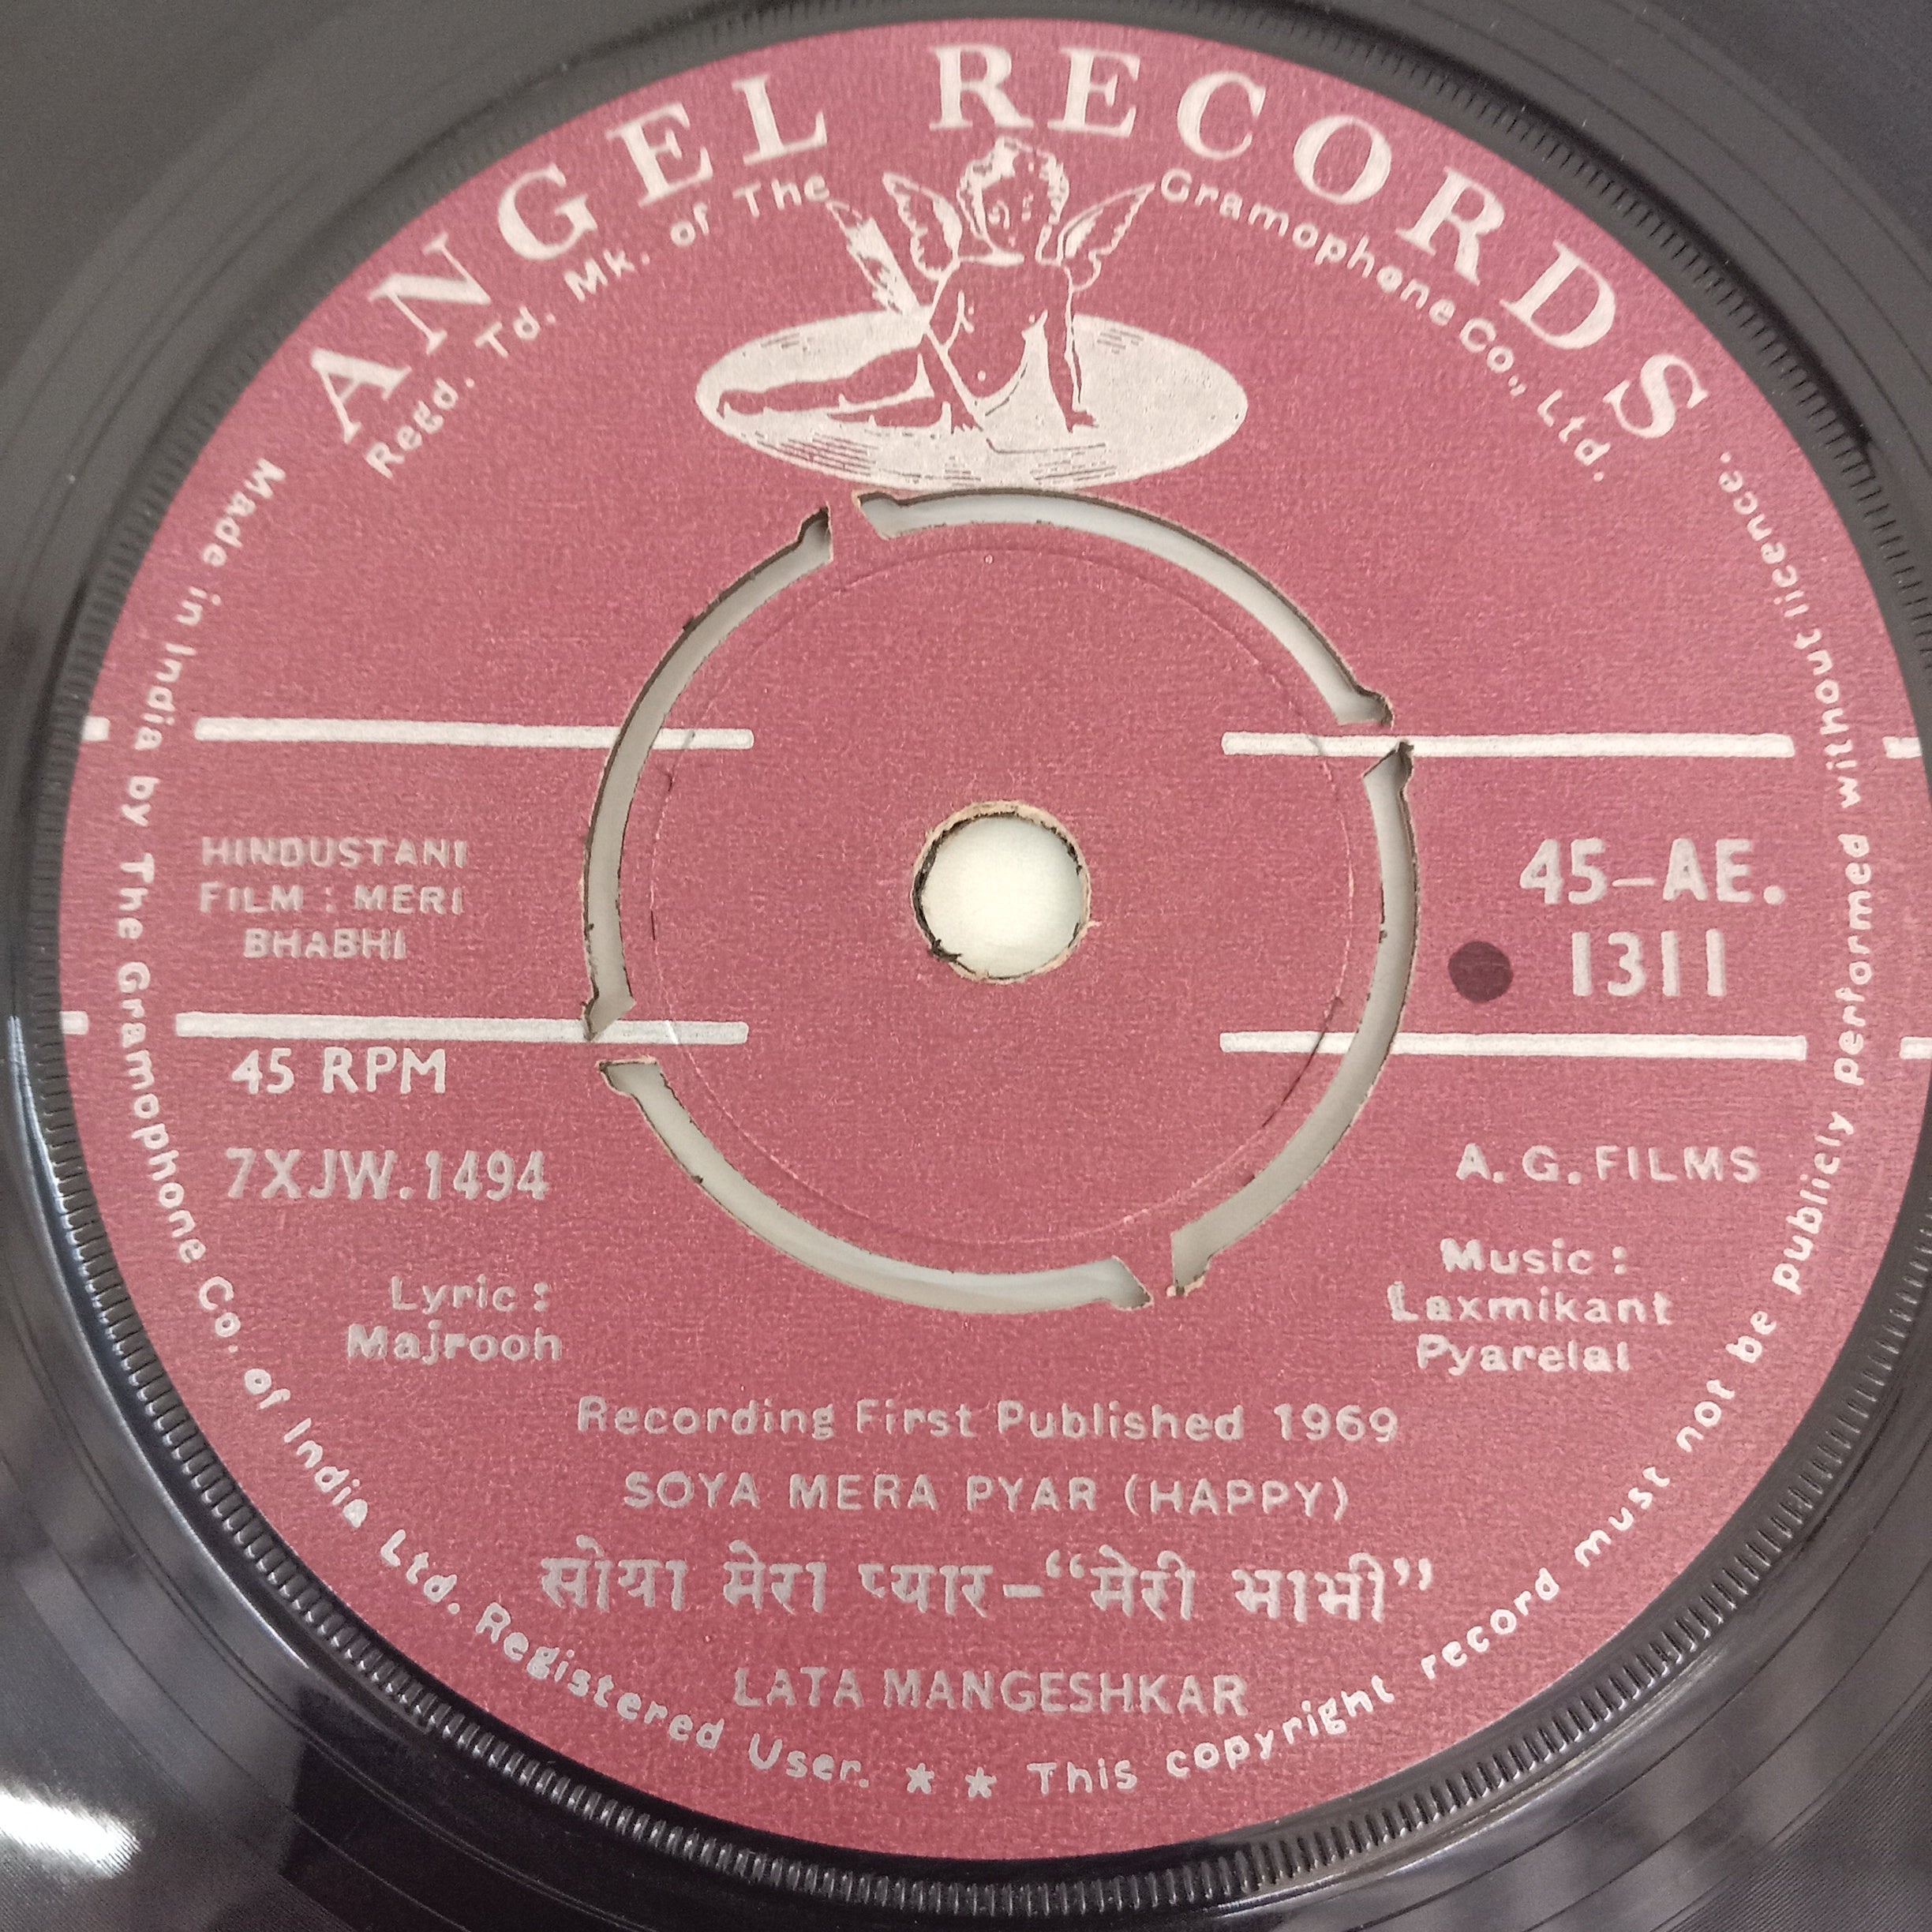 ANGEL RECORDS
Regd. Td. Mk. of The Gramophone Co., Ltd.
HINDUSTANI
FILM : MERI
BHABHI
45-AE.
1311
45 RPM
7XJW.1494
A. G. FILMS
Lyric :
Majrooh
Music :
Laxmikant
Pyarelal
Recording First Published 1969
SOYA MERA PYAR (HAPPY)
सोया मेरा प्यार-“मेरी भाभी”
LATA MANGESHKAR
Made in India by The Gramophone Co. of India Ltd. Registered User. ★ ★ This copyright record must not be publicly performed without licence.